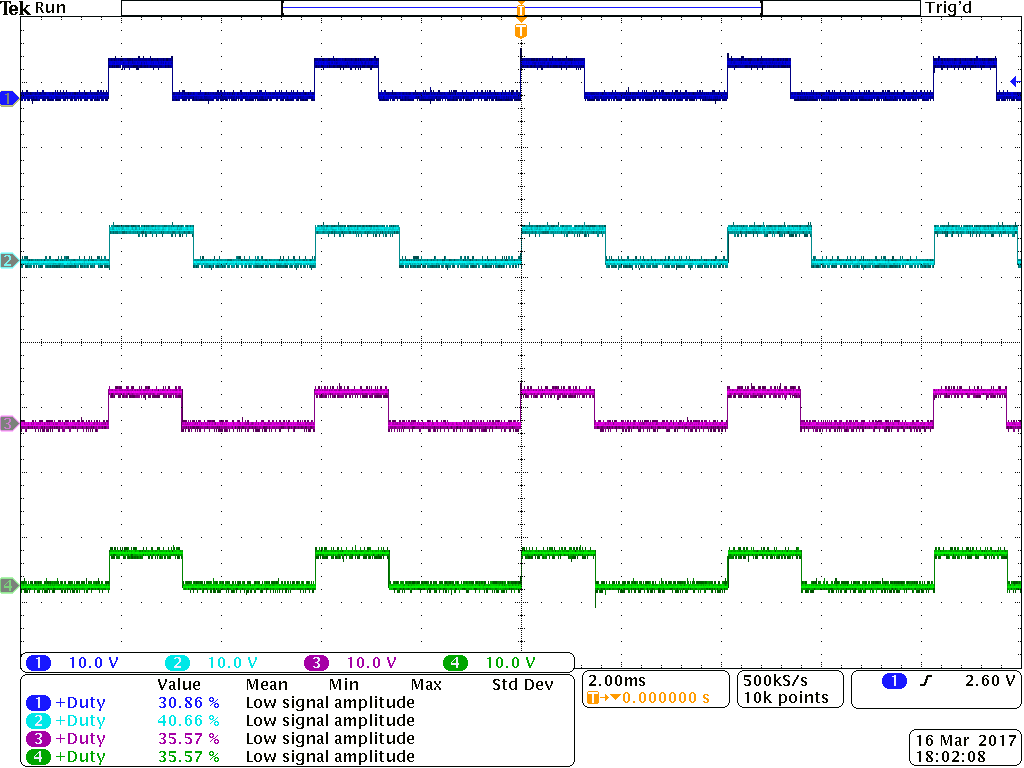 Tek Run Trig'd
T
T
1
2
3
4
1 10.0 V 2 10.0 V 3 10.0 V 4 10.0 V
Value Mean Min Max Std Dev
1 +Duty 30.86 % Low signal amplitude
2 +Duty 40.66 % Low signal amplitude
3 +Duty 35.57 % Low signal amplitude
4 +Duty 35.57 % Low signal amplitude
2.00ms
T→▼0.000000 s
500kS/s
10k points
1 2.60 V
16 Mar 2017
18:02:08